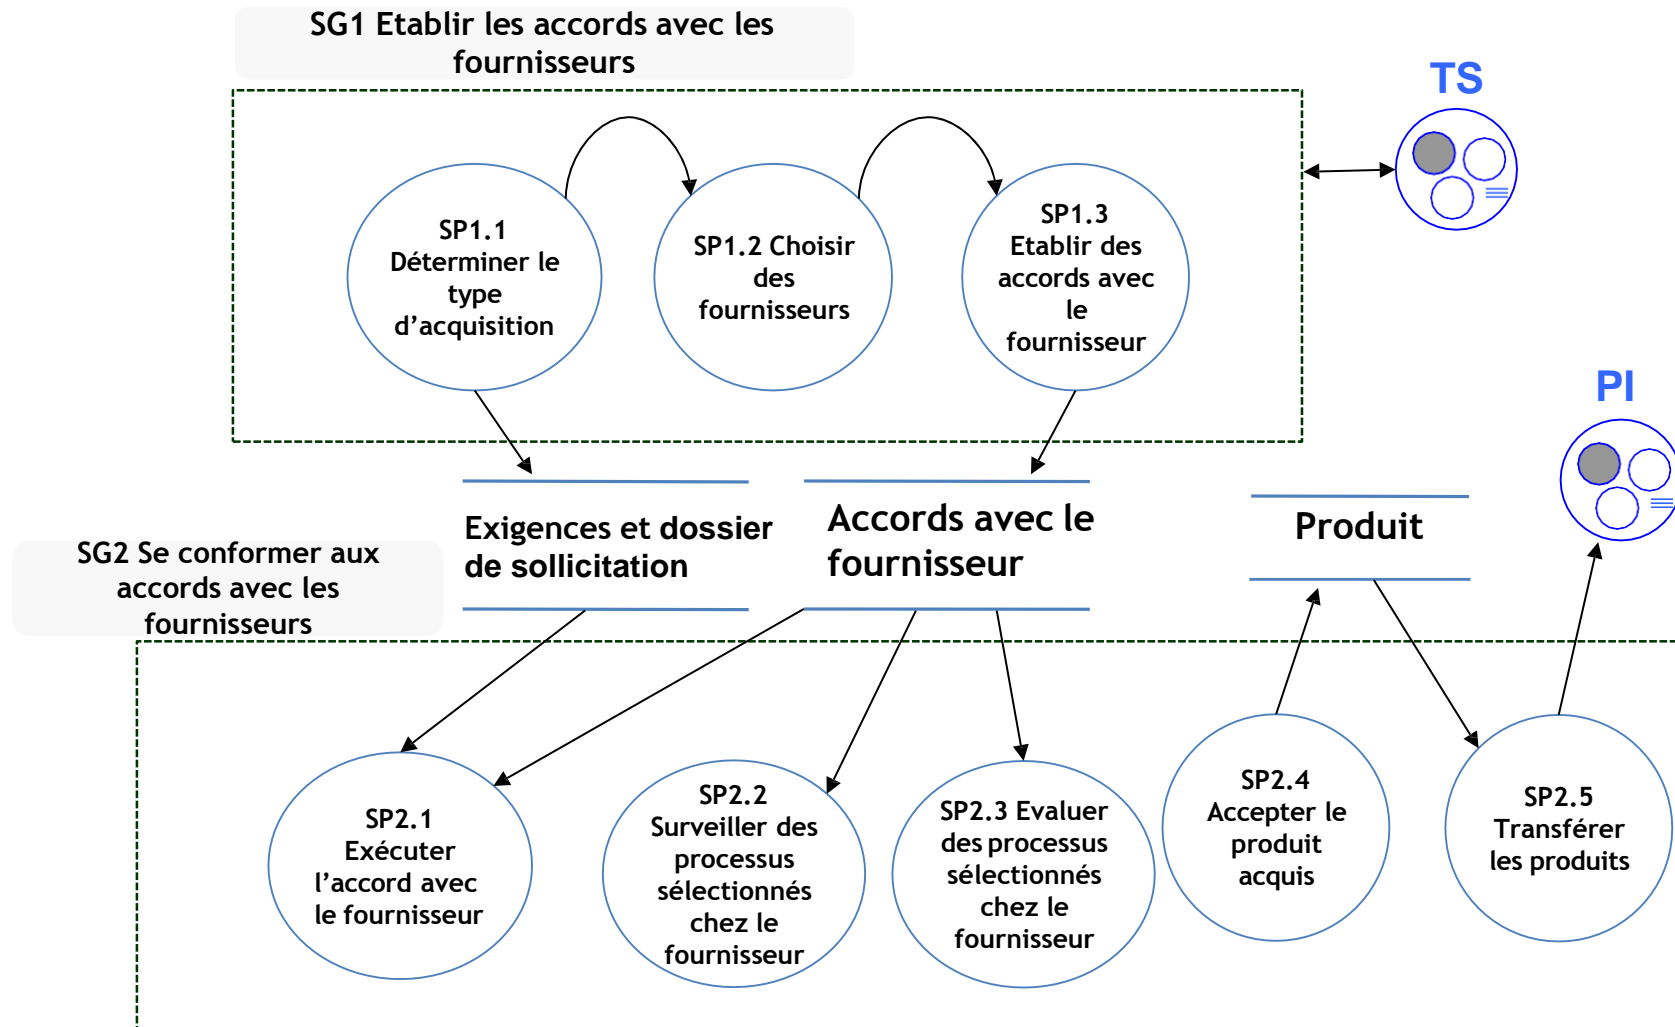 SG1 Etablir les accords avec les
fournisseurs
TS
SP1.1
Déterminer le
type
d’acquisition
SP1.2 Choisir
des
fournisseurs
SP1.3
Etablir des
accords avec
le
fournisseur
PI
Exigences et dossier
de sollicitation
Accords avec le
fournisseur
Produit
SG2 Se conformer aux
accords avec les
fournisseurs
SP2.1
Exécuter
l’accord avec
le fournisseur
SP2.2
Surveiller des
processus
sélectionnés
chez le
fournisseur
SP2.3 Evaluer
des processus
sélectionnés
chez le
fournisseur
SP2.4
Accepter le
produit
acquis
SP2.5
Transférer
les produits